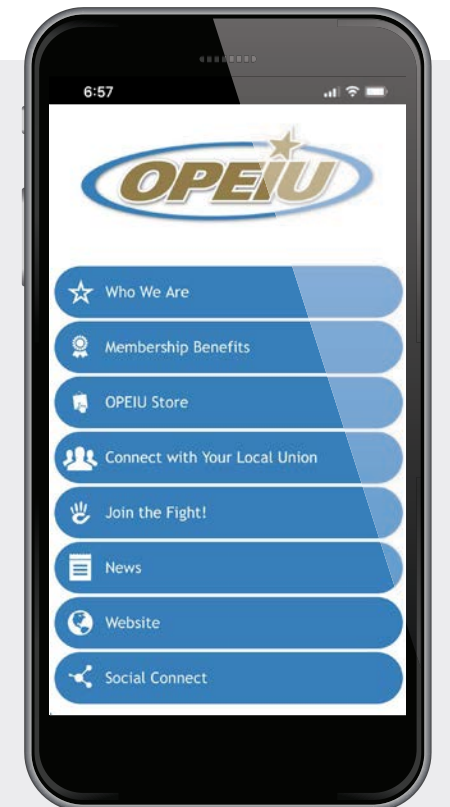 6:57
OPEIU
Who We Are
Membership Benefits
OPEIU Store
Connect with Your Local Union
Join the Fight!
News
Website
Social Connect